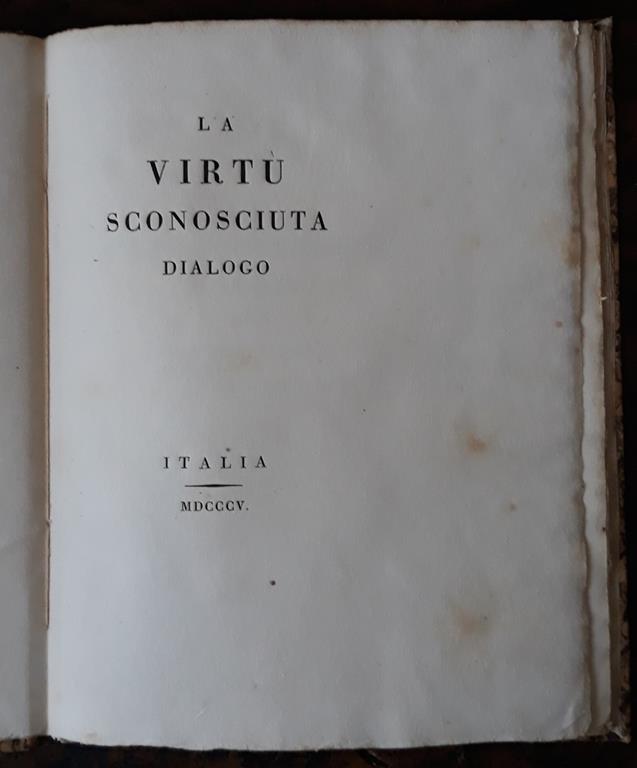 LA
VIRTÙ
SCONOSCIUTA
DIALOGO
ITALIA
MDCCCV.